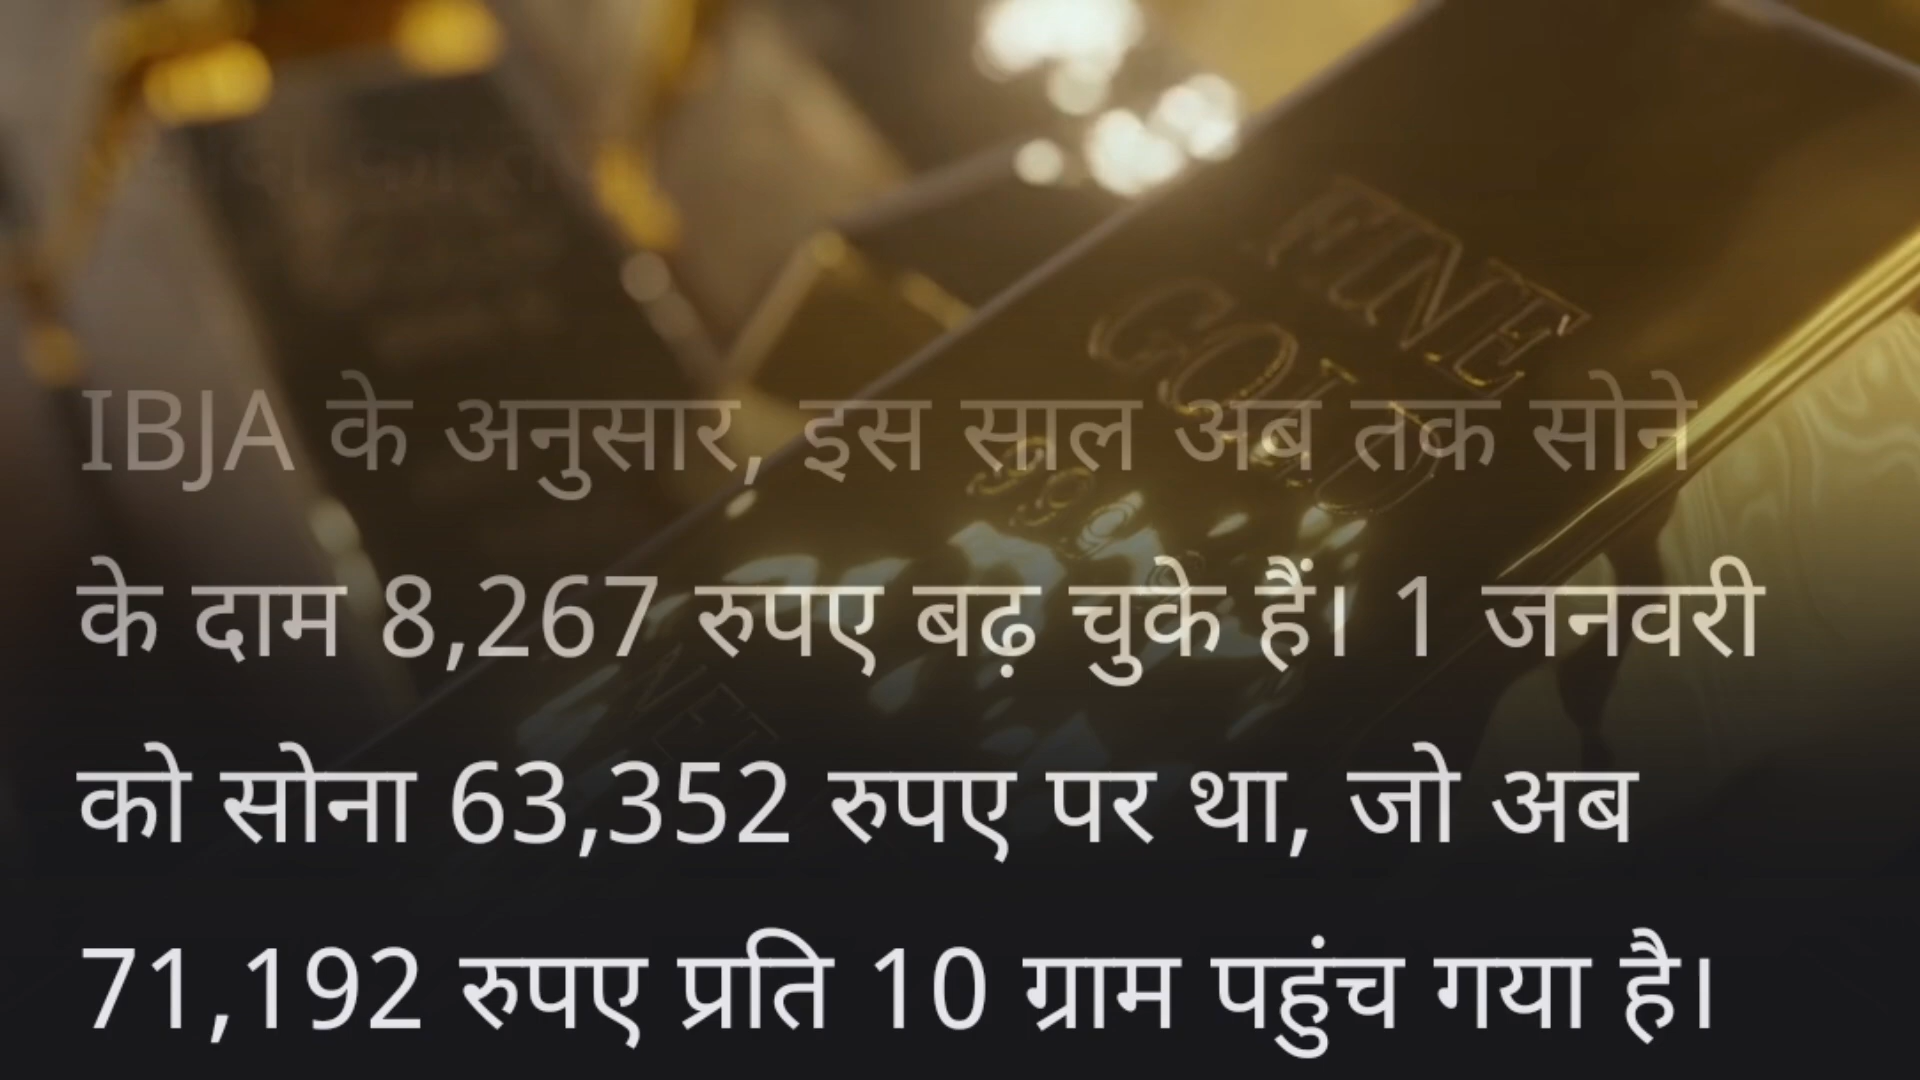 FINE
GOLD
IBJA के अनुसार, इस साल अब तक सोने
के दाम 8,267 रुपए बढ़ चुके हैं। 1 जनवरी
को सोना 63,352 रुपए पर था, जो अब
71,192 रुपए प्रति 10 ग्राम पहुंच गया है।